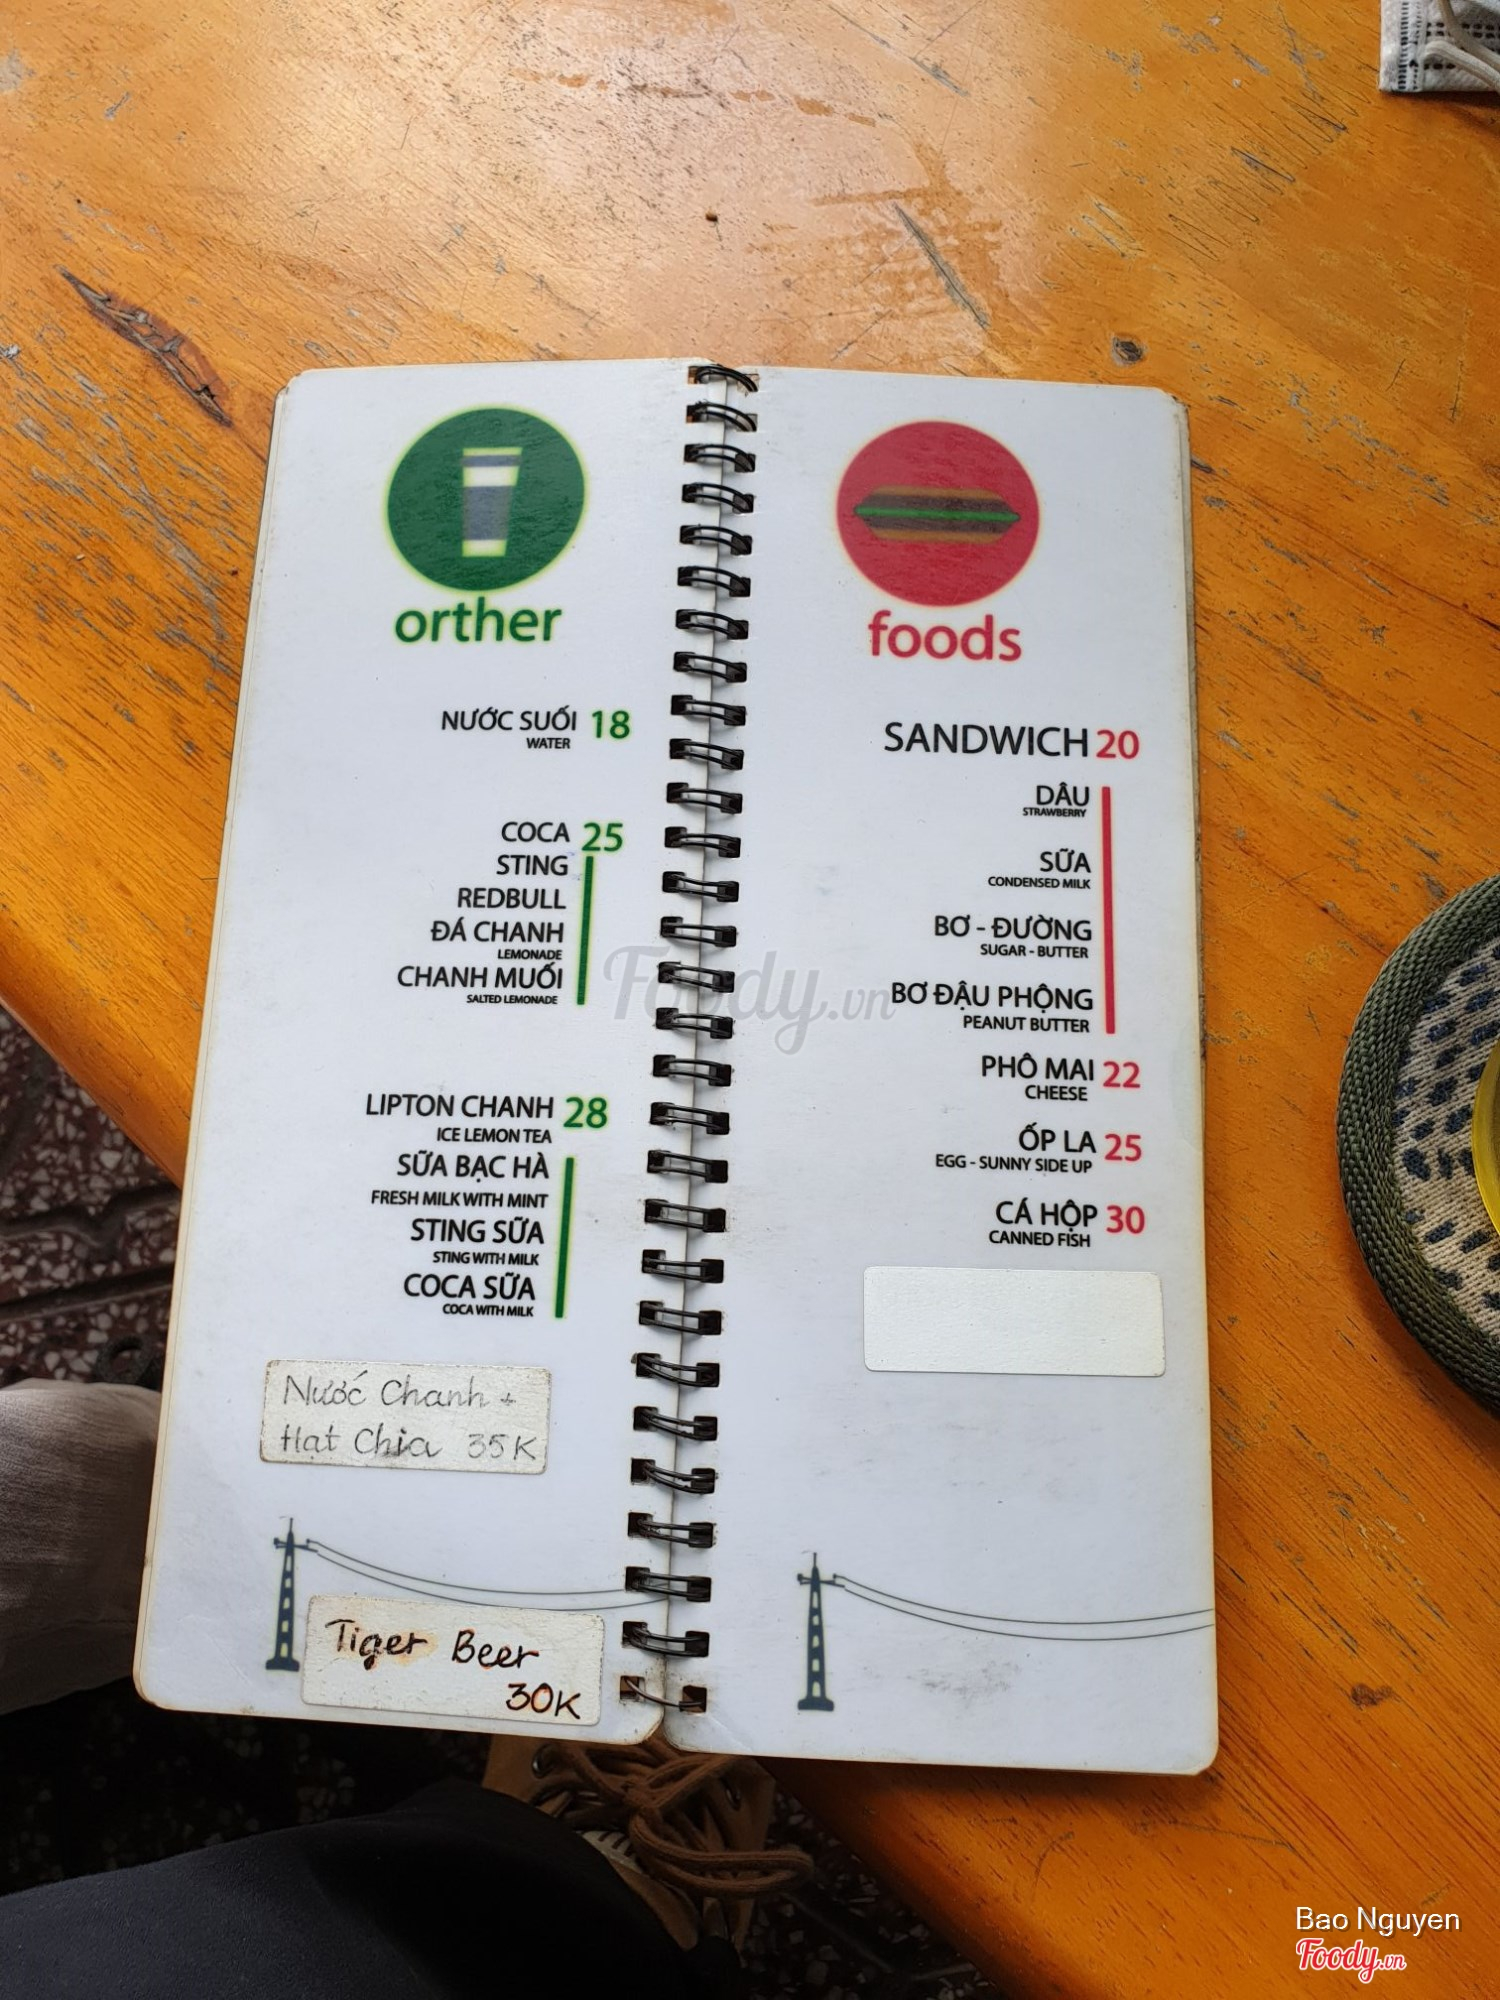 orther
NƯỚC SUỐI 18
WATER
COCA 25
STING
REDBULL
ĐÁ CHANH
LEMONADE
CHANH MUỐI
SALTED LEMONADE
LIPTON CHANH 28
ICE LEMON TEA
SỮA BẠC HÀ
FRESH MILK WITH MINT
STING SỮA
STING WITH MILK
COCA SỮA
COCA WITH MILK
Nước Chanh +
Hạt Chia 35K
Tiger Beer
30K
foods
SANDWICH 20
DÂU
STRAWBERRY
SỮA
CONDENSED MILK
BƠ - ĐƯỜNG
SUGAR - BUTTER
BƠ ĐẬU PHỘNG
PEANUT BUTTER
PHÔ MAI 22
CHEESE
ỐP LA 25
EGG - SUNNY SIDE UP
CÁ HỘP 30
CANNED FISH
Foody.vn
Bao Nguyen
Foody.vn